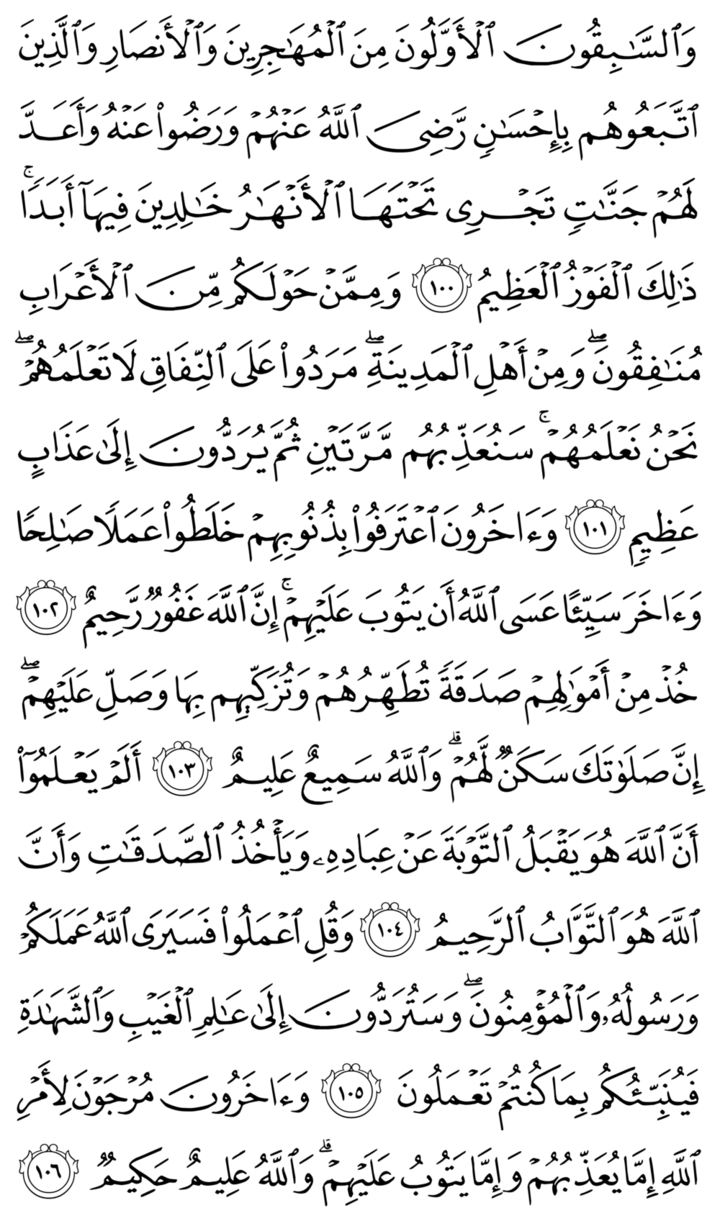 وَٱلسَّٰبِقُونَ ٱلۡأَوَّلُونَ مِنَ ٱلۡمُهَٰجِرِينَ وَٱلۡأَنصَارِ وَٱلَّذِينَ
ٱتَّبَعُوهُم بِإِحۡسَٰنٖ رَّضِيَ ٱللَّهُ عَنۡهُمۡ وَرَضُواْ عَنۡهُ وَأَعَدَّ
لَهُمۡ جَنَّٰتٖ تَجۡرِي تَحۡتَهَا ٱلۡأَنۡهَٰرُ خَٰلِدِينَ فِيهَآ أَبَدٗاۚ
ذَٰلِكَ ٱلۡفَوۡزُ ٱلۡعَظِيمُ ١٠٠ وَمِمَّنۡ حَوۡلَكُم مِّنَ ٱلۡأَعۡرَابِ
مُنَٰفِقُونَۖ وَمِنۡ أَهۡلِ ٱلۡمَدِينَةِۖ مَرَدُواْ عَلَى ٱلنِّفَاقِ لَا تَعۡلَمُهُمۡۖ
نَحۡنُ نَعۡلَمُهُمۡۚ سَنُعَذِّبُهُم مَّرَّتَيۡنِ ثُمَّ يُرَدُّونَ إِلَىٰ عَذَابٍ
عَظِيمٖ ١٠١ وَءَاخَرُونَ ٱعۡتَرَفُواْ بِذُنُوبِهِمۡ خَلَطُواْ عَمَلٗا صَٰلِحٗا
وَءَاخَرَ سَيِّئًا عَسَى ٱللَّهُ أَن يَتُوبَ عَلَيۡهِمۡۚ إِنَّ ٱللَّهَ غَفُورٞ رَّحِيمٌ ١٠٢
خُذۡ مِنۡ أَمۡوَٰلِهِمۡ صَدَقَةٗ تُطَهِّرُهُمۡ وَتُزَكِّيهِم بِهَا وَصَلِّ عَلَيۡهِمۡۖ
إِنَّ صَلَوٰتَكَ سَكَنٞ لَّهُمۡۗ وَٱللَّهُ سَمِيعٌ عَلِيمٌ ١٠٣ أَلَمۡ يَعۡلَمُوٓاْ
أَنَّ ٱللَّهَ هُوَ يَقۡبَلُ ٱلتَّوۡبَةَ عَنۡ عِبَادِهِۦ وَيَأۡخُذُ ٱلصَّدَقَٰتِ وَأَنَّ
ٱللَّهَ هُوَ ٱلتَّوَّابُ ٱلرَّحِيمُ ١٠٤ وَقُلِ ٱعۡمَلُواْ فَسَيَرَى ٱللَّهُ عَمَلَكُمۡ
وَرَسُولُهُۥ وَٱلۡمُؤۡمِنُونَۖ وَسَتُرَدُّونَ إِلَىٰ عَٰلِمِ ٱلۡغَيۡبِ وَٱلشَّهَٰدَةِ
فَيُنَبِّئُكُم بِمَا كُنتُمۡ تَعۡمَلُونَ ١٠٥ وَءَاخَرُونَ مُرۡجَوۡنَ لِأَمۡرِ
ٱللَّهِ إِمَّا يُعَذِّبُهُمۡ وَإِمَّا يَتُوبُ عَلَيۡهِمۡۗ وَٱللَّهُ عَلِيمٌ حَكِيمٞ ١٠٦